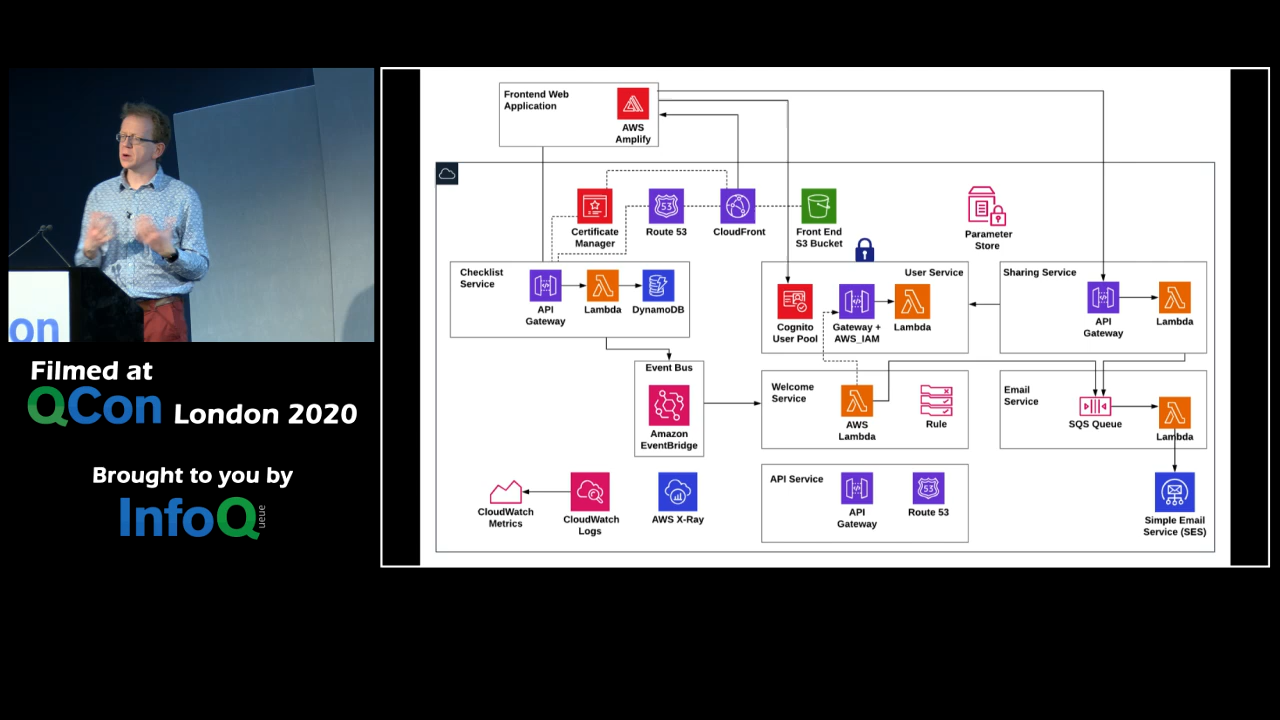 on
Filmed at
QCon London 2020
Brought to you by
InfoQ
ueue
Frontend Web
Application
AWS
Amplify
Certificate
Manager
Route 53
CloudFront
Front End
S3 Bucket
Parameter
Store
Checklist
Service
API
Gateway
Lambda
DynamoDB
User Service
Cognito
User Pool
Gateway +
AWS_IAM
Lambda
Sharing Service
API
Gateway
Lambda
Event Bus
Amazon
EventBridge
Welcome
Service
AWS
Lambda
Rule
Email
Service
SQS Queue
Lambda
CloudWatch
Metrics
CloudWatch
Logs
AWS X-Ray
API Service
API
Gateway
53
Route 53
Simple Email
Service (SES)
53